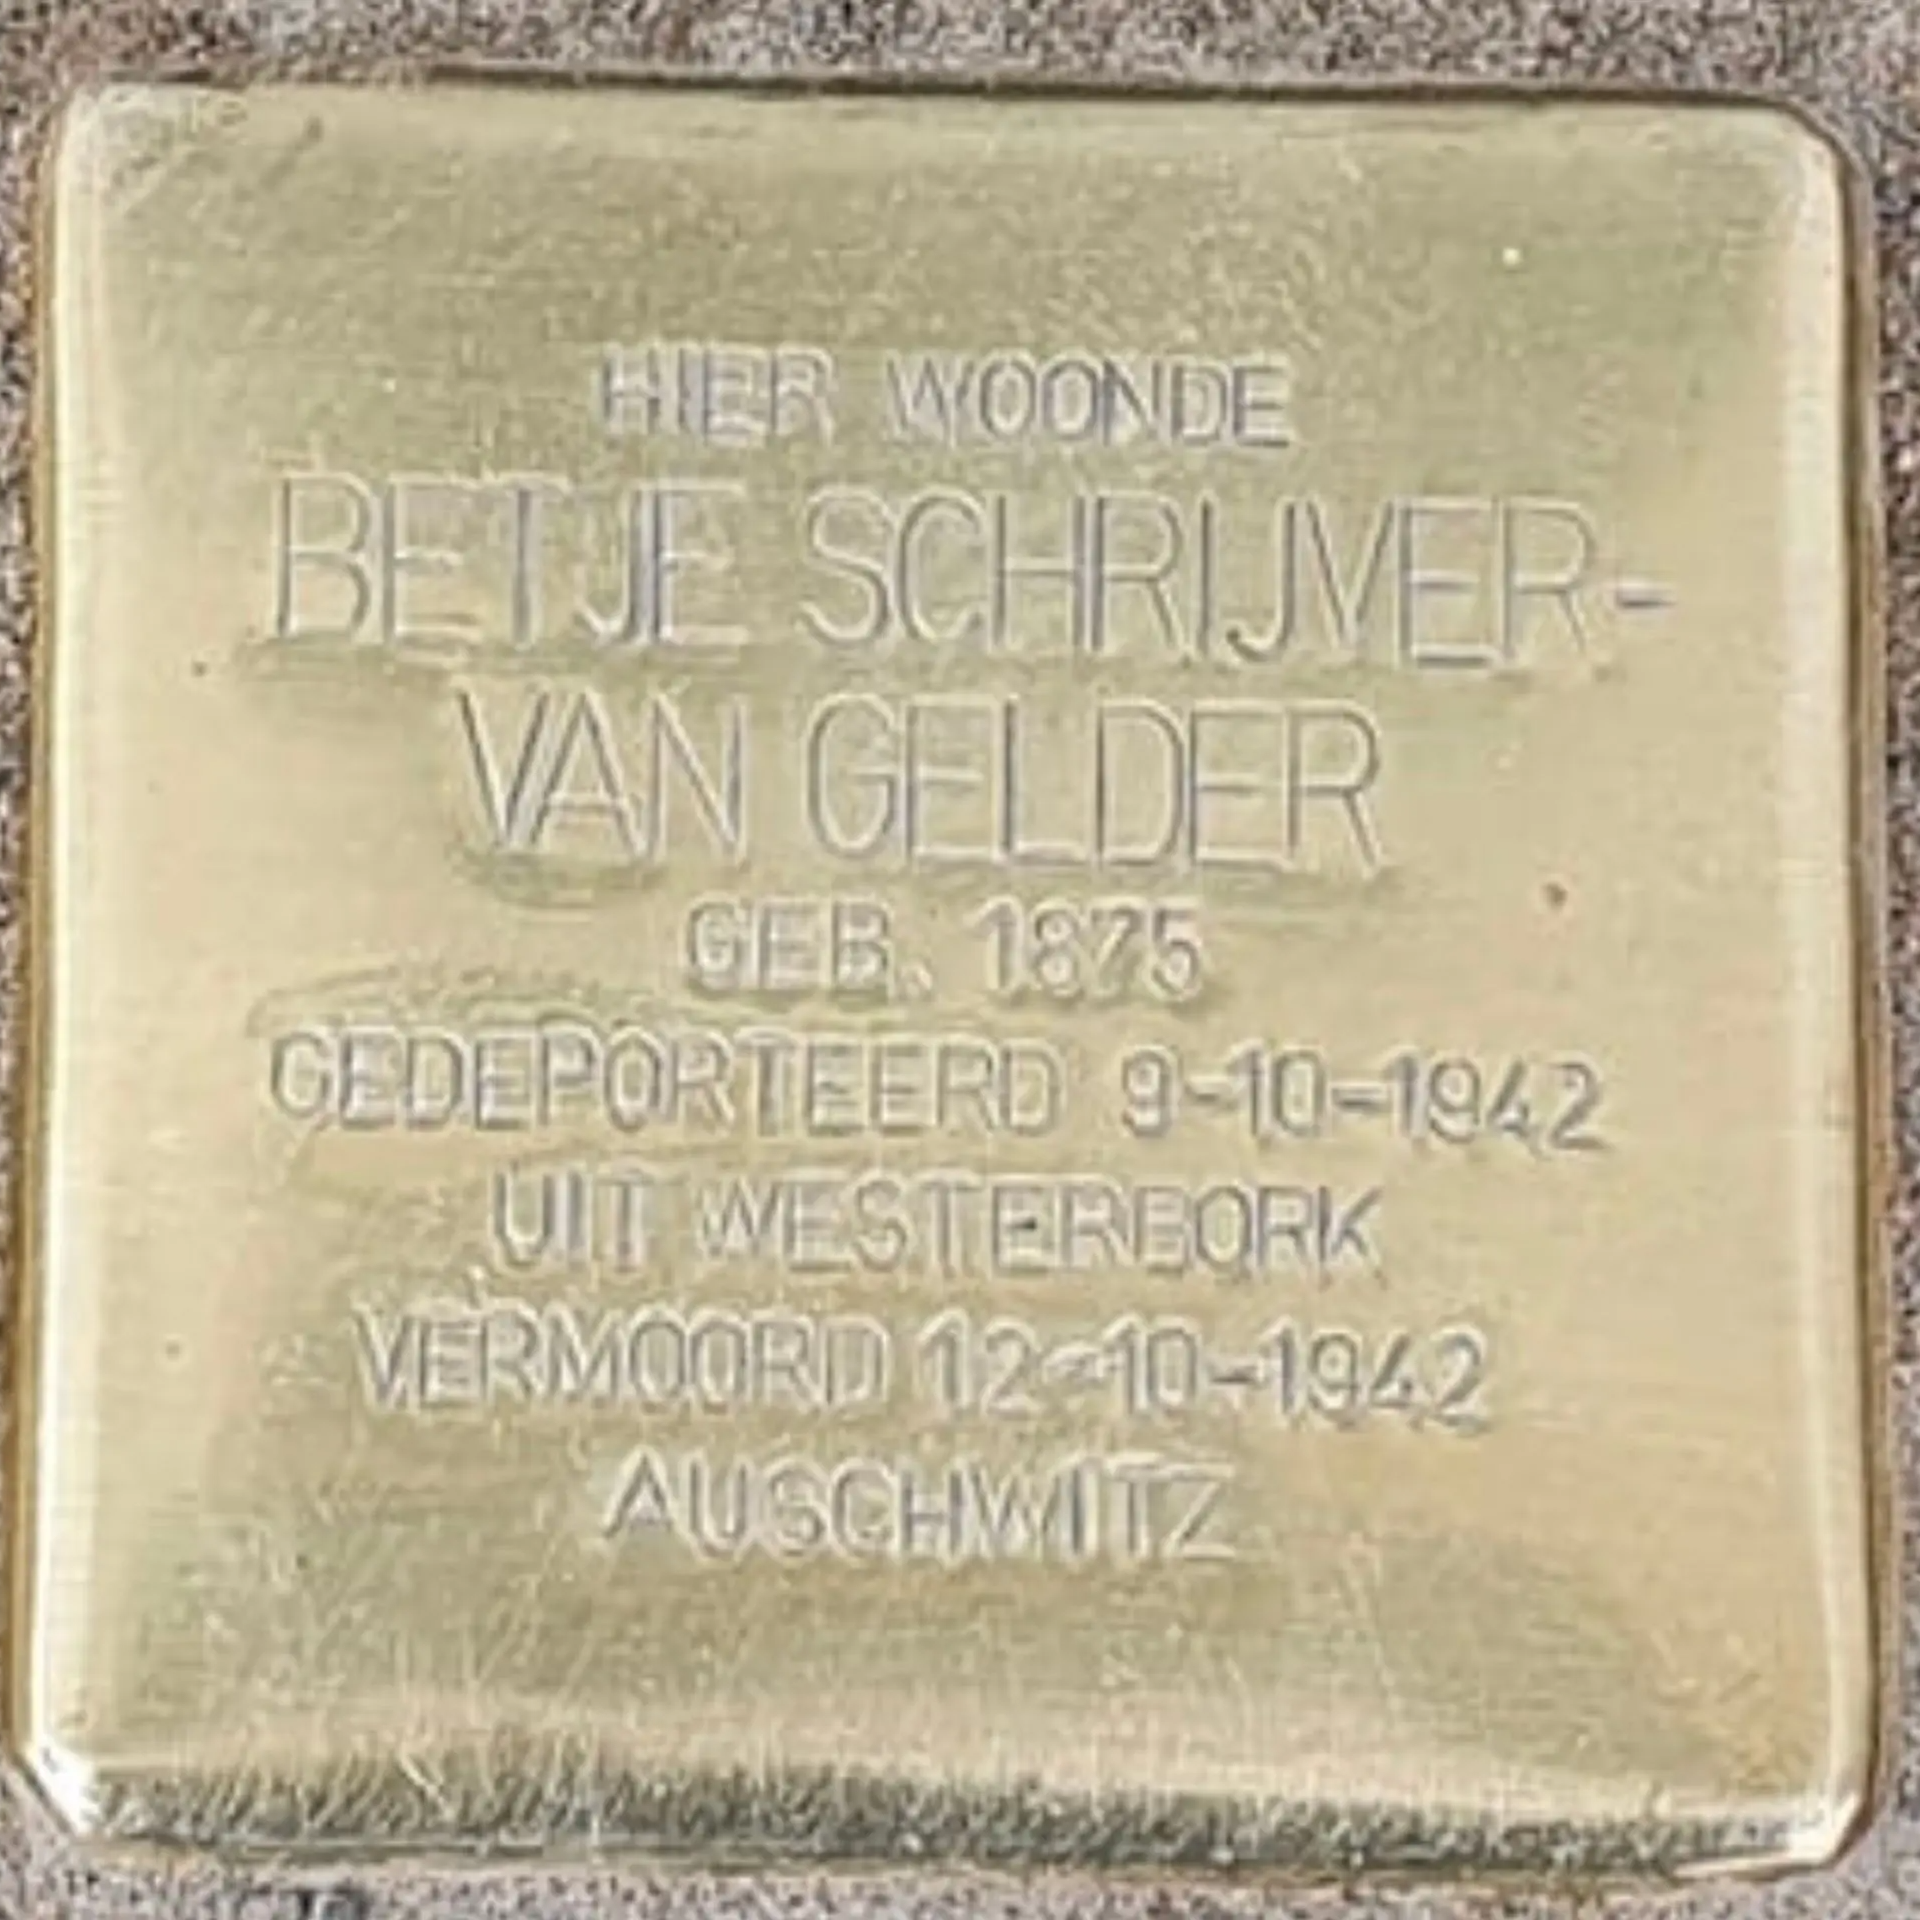 HIER WOONDE
BETJE SCHRIJVER-
VAN GELDER
GEB. 1875
GEDEPORTEERD 9-10-1942
UIT WESTERBORK
VERMOORD 12-10-1942
AUSCHWITZ